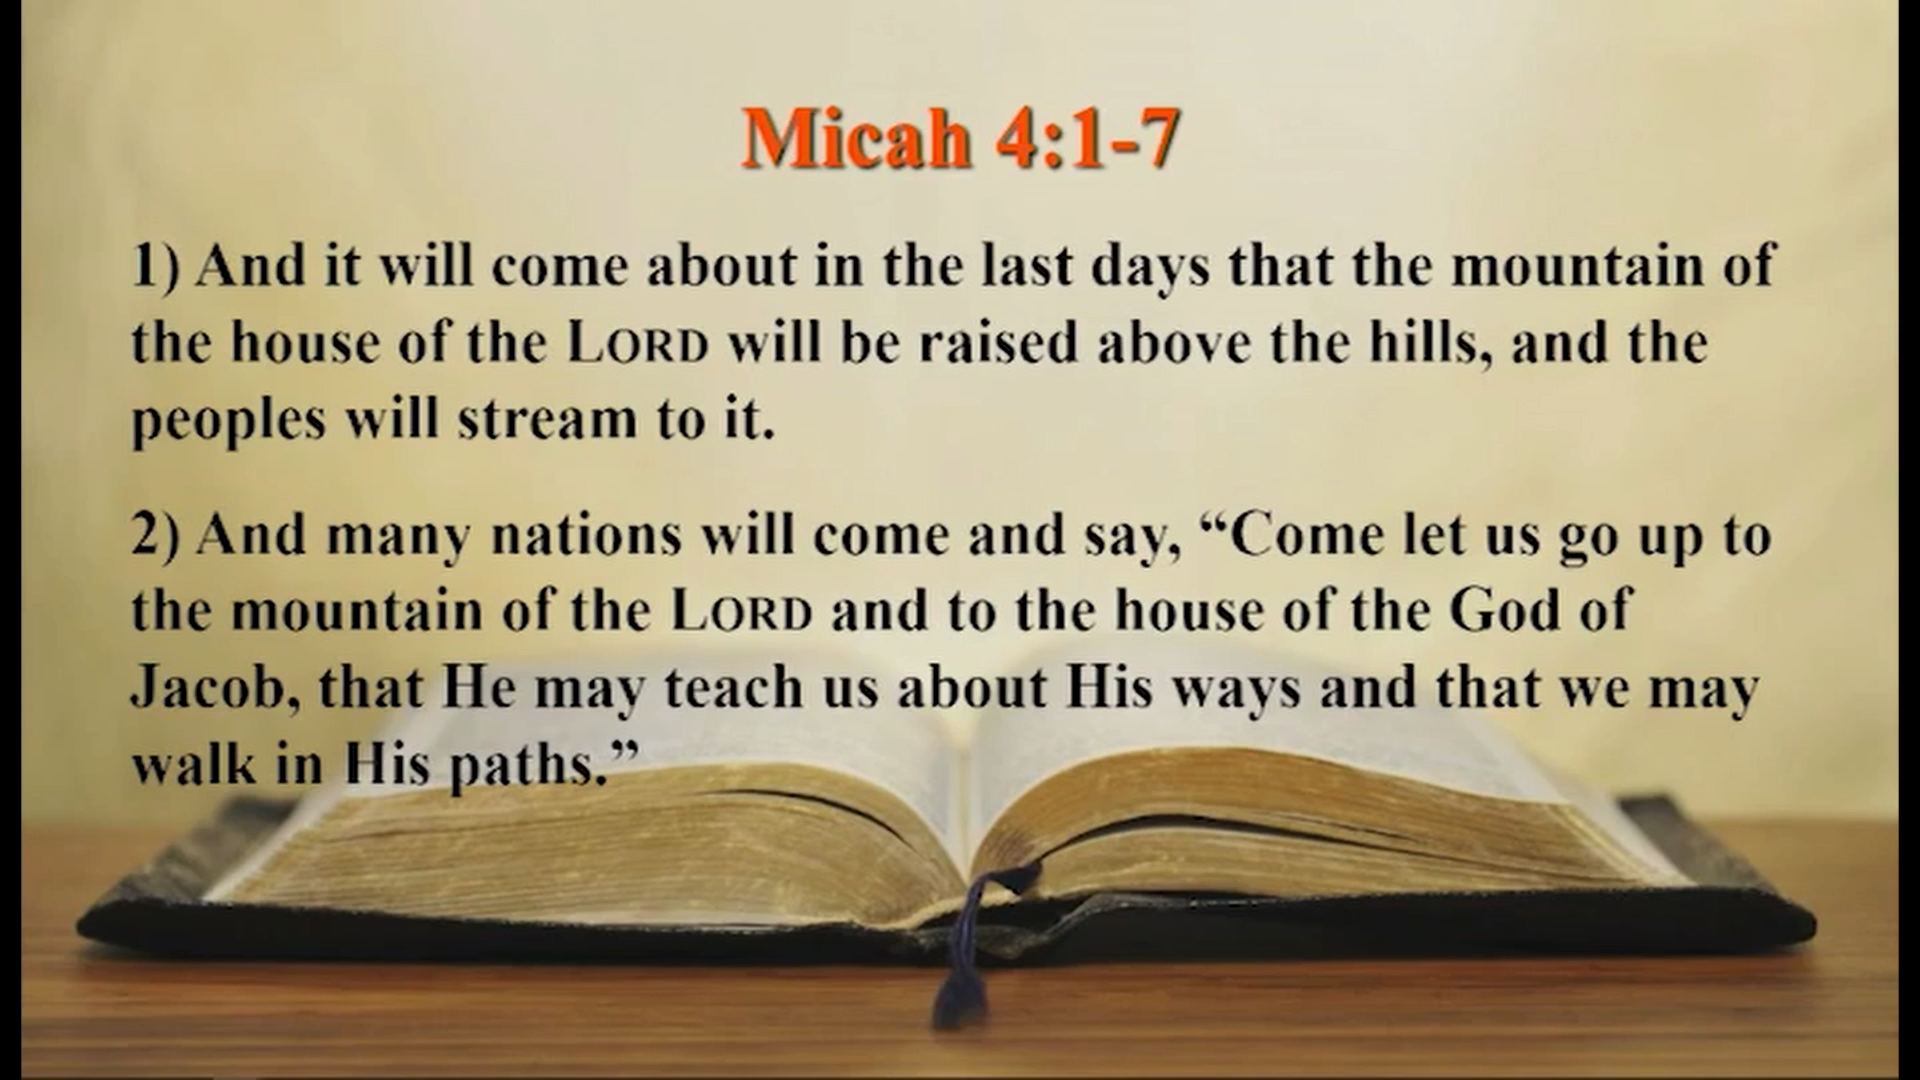 Micah 4:1-7
1) And it will come about in the last days that the mountain of
the house of the LORD will be raised above the hills, and the
peoples will stream to it.
2) And many nations will come and say, “Come let us go up to
the mountain of the LORD and to the house of the God of
Jacob, that He may teach us about His ways and that we may
walk in His paths.”